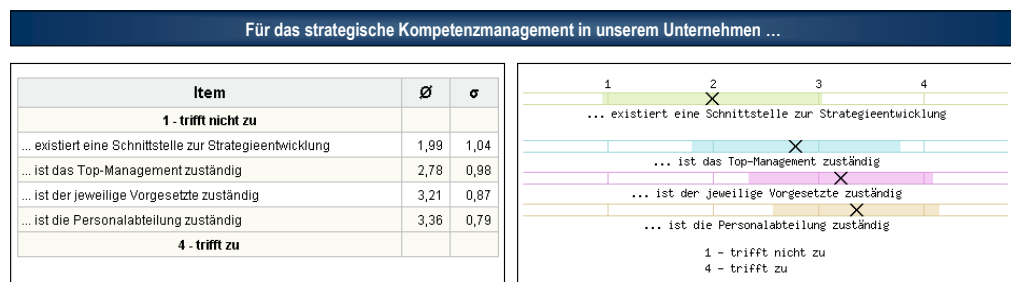 Für das strategische Kompetenzmanagement in unserem Unternehmen ...
Item Ø σ
1 - trifft nicht zu
... existiert eine Schnittstelle zur Strategieentwicklung 1,99 1,04
... ist das Top-Management zuständig 2,78 0,98
... ist der jeweilige Vorgesetzte zuständig 3,21 0,87
... ist die Personalabteilung zuständig 3,36 0,79
4 - trifft zu
1 2 3 4
... existiert eine Schnittstelle zur Strategieentwicklung
... ist das Top-Management zuständig
... ist der jeweilige Vorgesetzte zuständig
... ist die Personalabteilung zuständig
1 - trifft nicht zu
4 - trifft zu